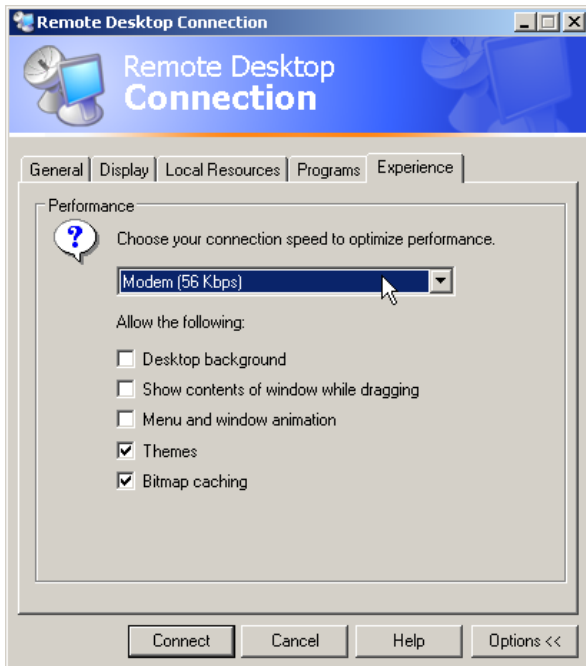 Remote Desktop Connection
Remote Desktop
Connection
General Display Local Resources Programs Experience
Performance
Choose your connection speed to optimize performance.
Modem (56 Kbps)
Allow the following:
Desktop background
Show contents of window while dragging
Menu and window animation
Themes
Bitmap caching
Connect Cancel Help Options <<